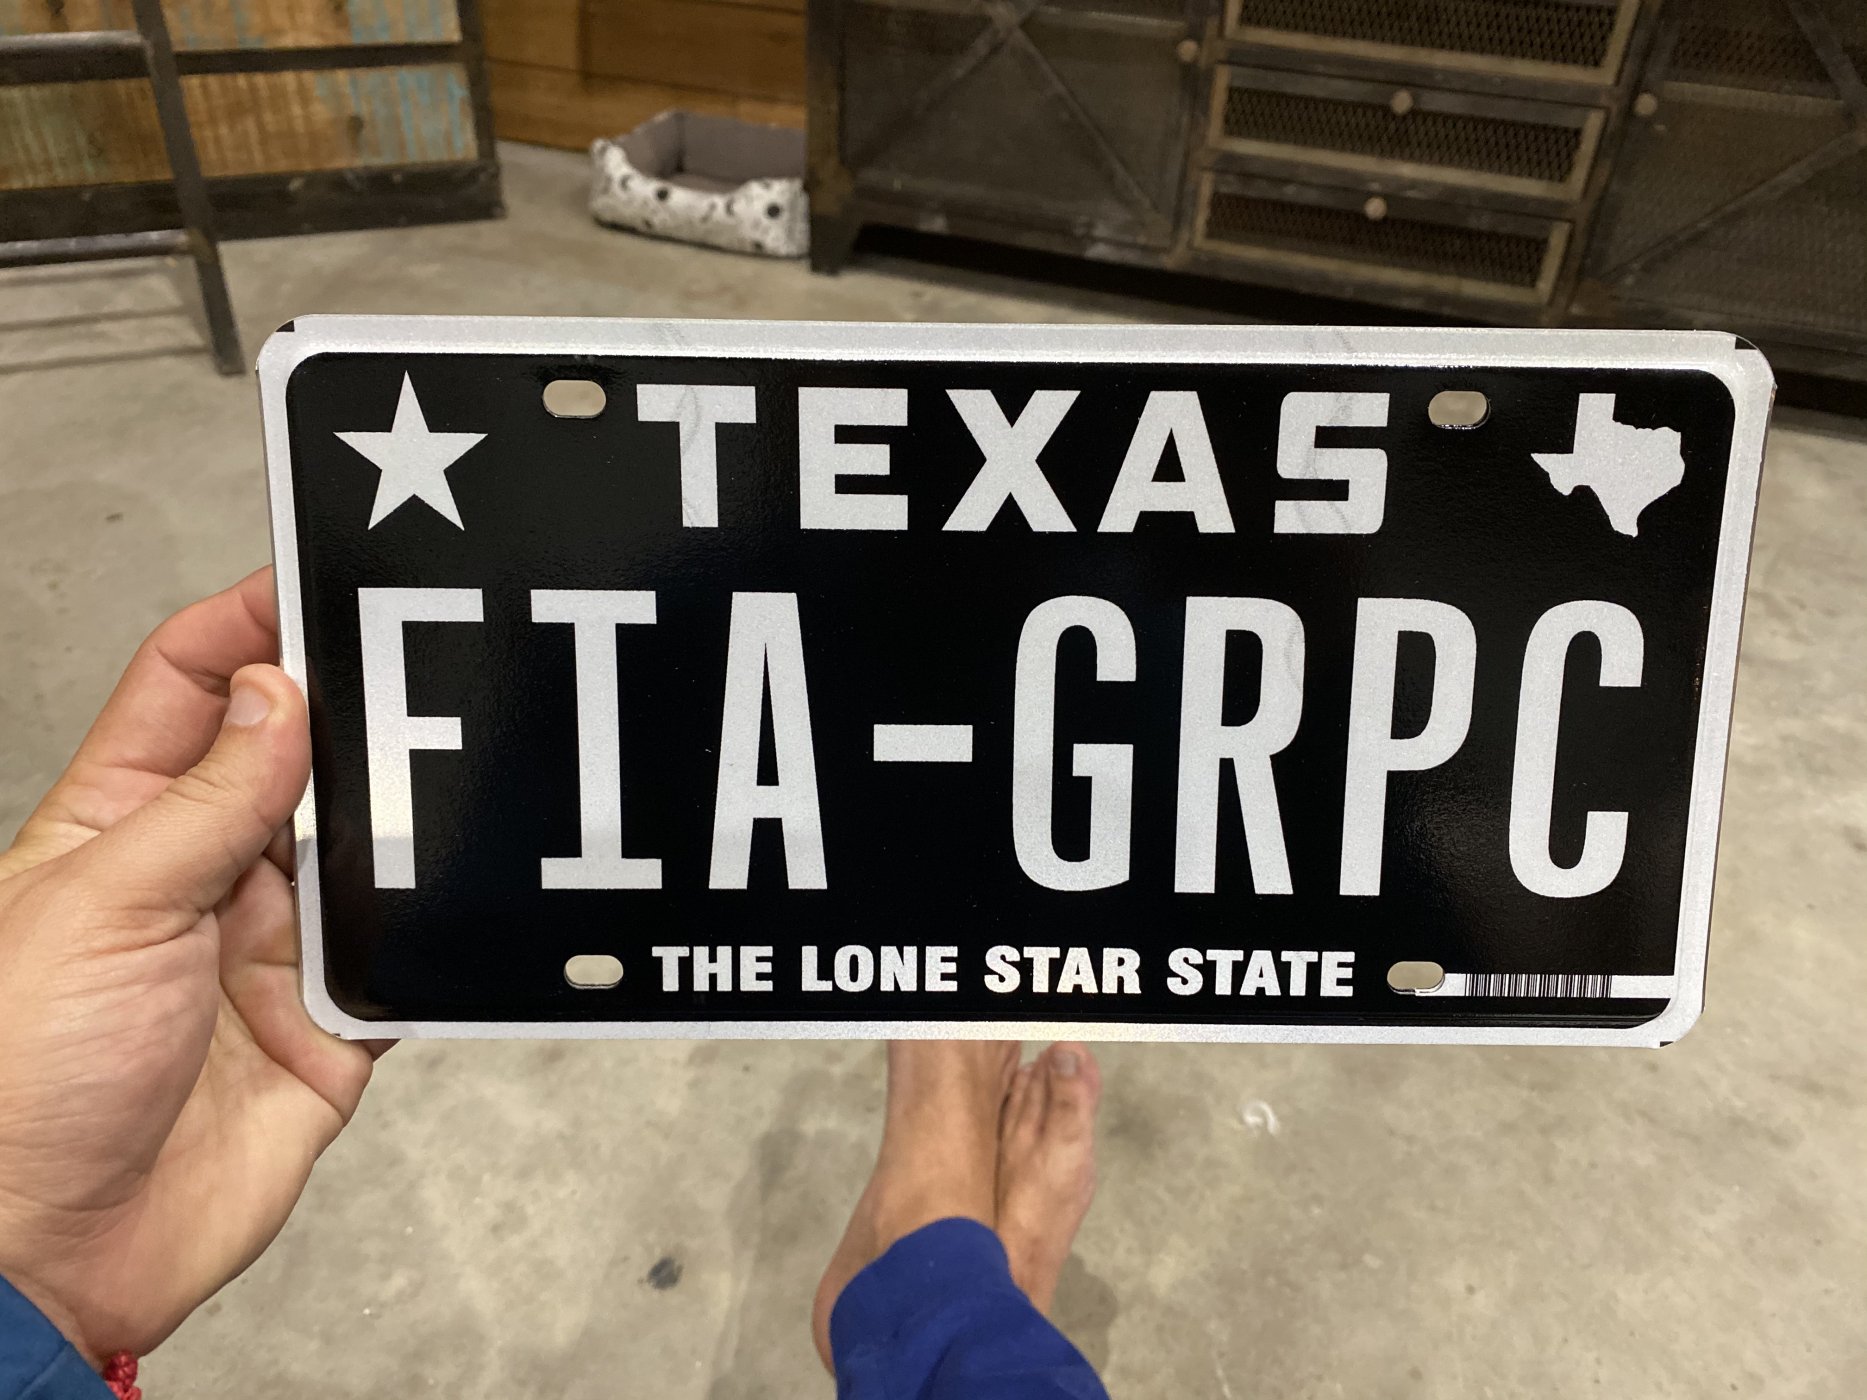 TEXAS
FIA-GRPC
THE LONE STAR STATE